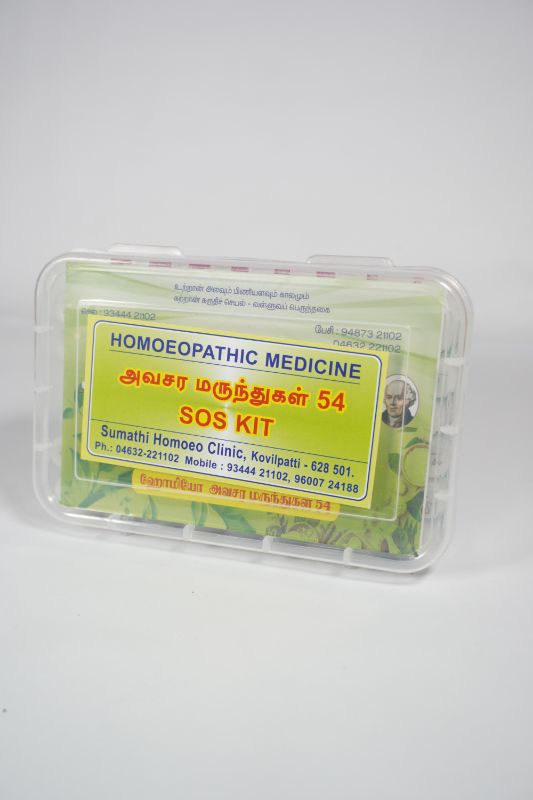 உற்றான் அளவும் பிணியளவும் காலமும்
கற்றான் கருதிச் செயல் - வள்ளுவப் பெருந்தகை
செல் : 93444 21102
பேசி : 94873 21102
04632 221102
HOMOEOPATHIC MEDICINE
அவசர மருந்துகள் 54
SOS KIT
Sumathi Homoeo Clinic, Kovilpatti - 628 501.
Ph.: 04632-221102 Mobile : 93444 21102, 96007 24188
ஹோமியோ அவசர மருந்துகள் 54